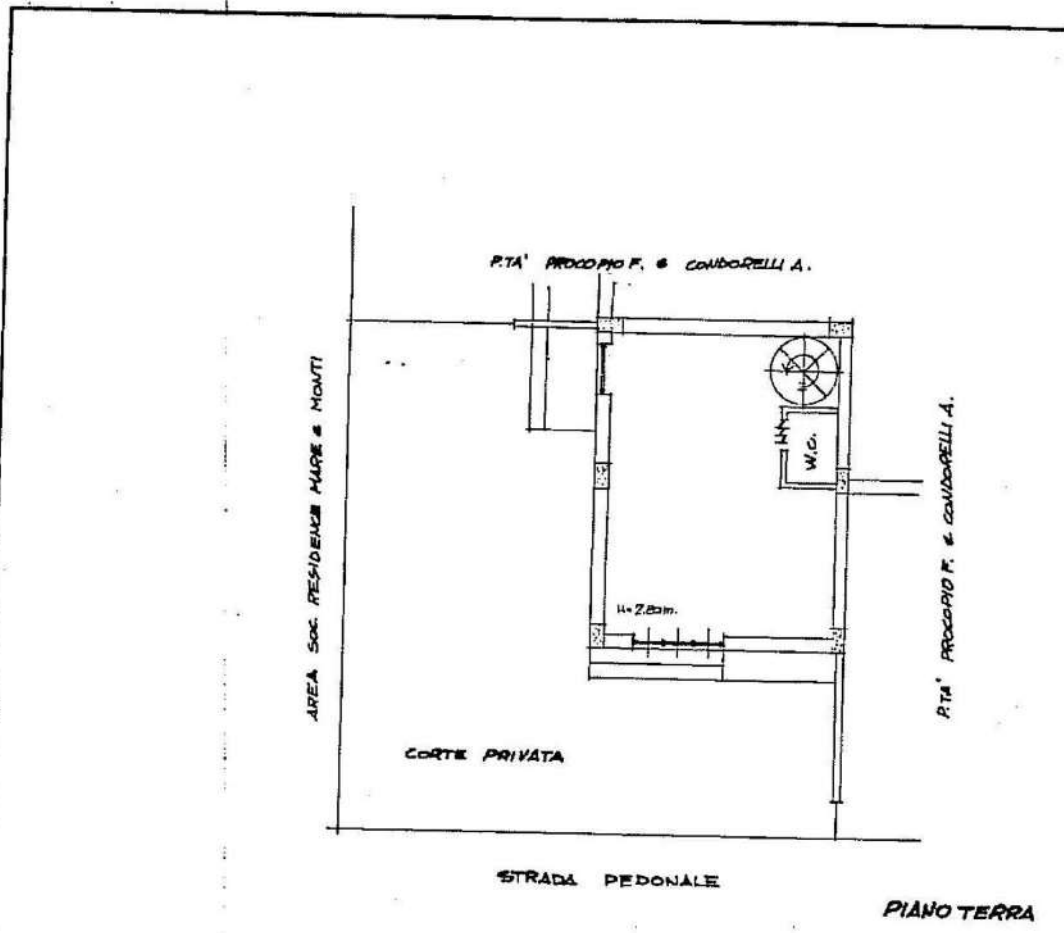 P.TA' PROCOPIO F. & CONDORELLI A.
AREA SOC. RESIDENCE MARE & MONTI
W.C.
P.TA' PROCOPIO F. & CONDORELLI A.
H=2.80m.
CORTE PRIVATA
STRADA PEDONALE
PIANO TERRA